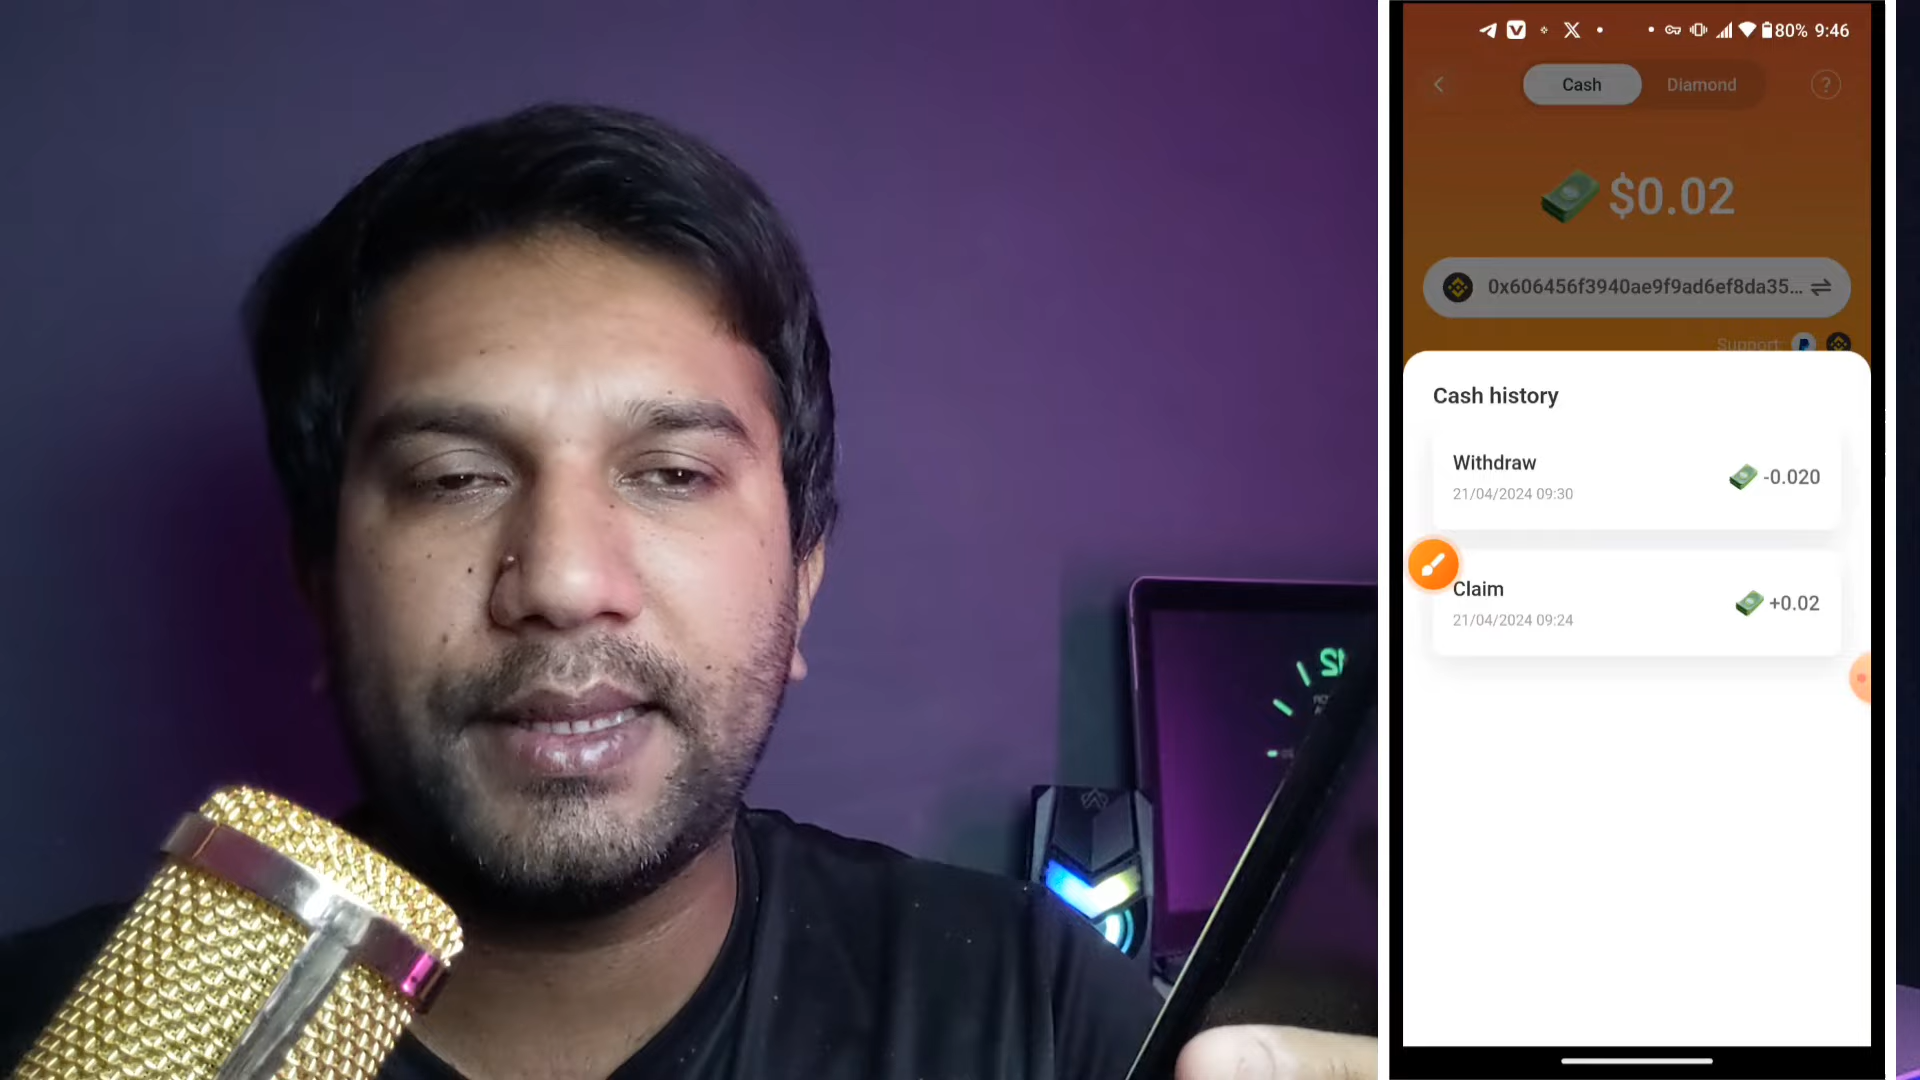 80% 9:46
Cash Diamond ?
$0.02
0x606456f3940ae9f9ad6ef8da35...
Support:
Cash history
Withdraw
21/04/2024 09:30
-0.020
Claim
21/04/2024 09:24
+0.02